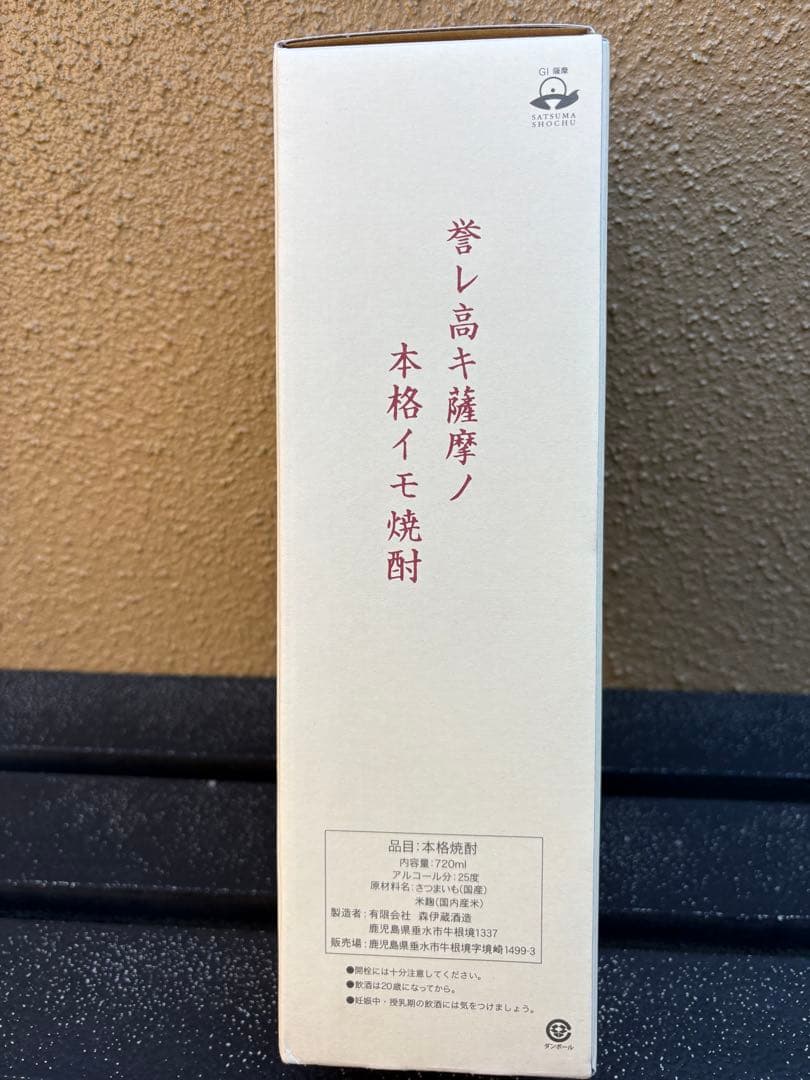 GI 薩摩
SATSUMA
SHOCHU
誉レ高キ薩摩ノ
本格イモ焼酎
品目:本格焼酎
内容量:720ml
アルコール分:25度
原材料名:さつまいも(国産)
米麹(国内産米)
製造者:有限会社 森伊蔵酒造
鹿児島県垂水市牛根境1337
販売場:鹿児島県垂水市牛根境字境崎1499-3
●開栓には十分注意してください。
●飲酒は20歳になってから。
●妊娠中・授乳期の飲酒には気をつけましょう。
ダンボール